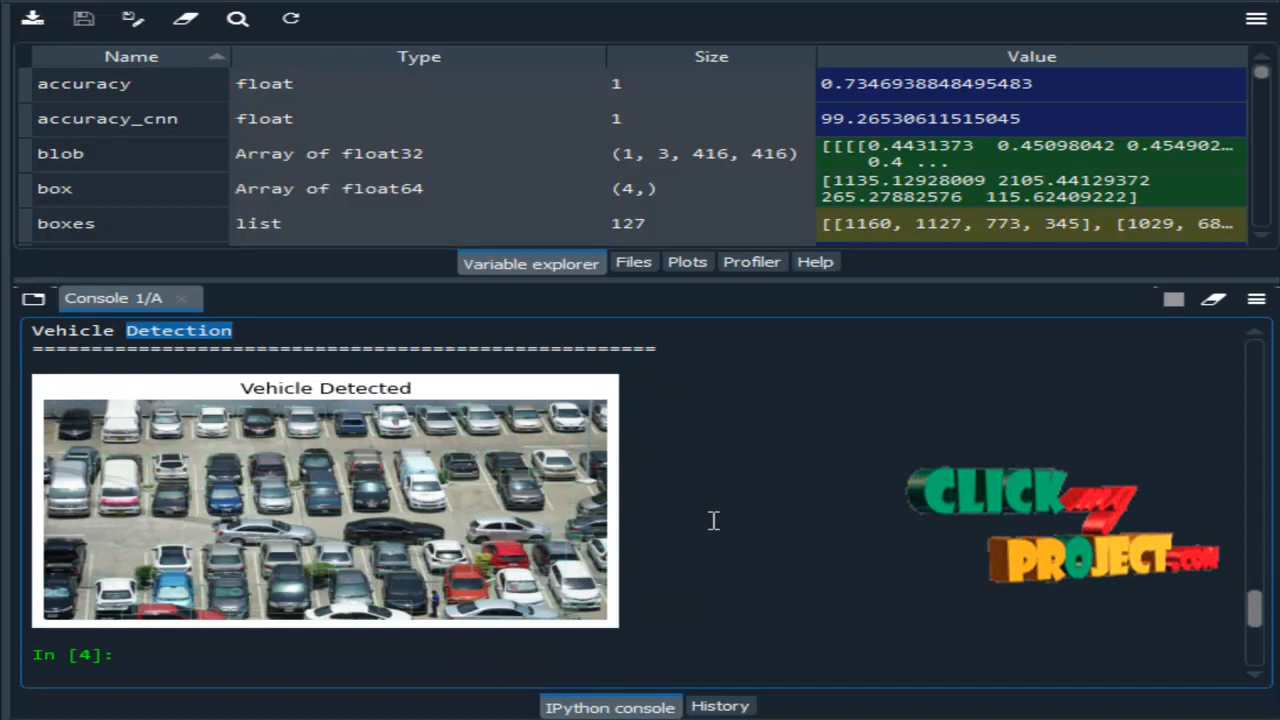 Name Type Size Value
accuracy float 1 0.7346938848495483
accuracy_cnn float 1 99.26530611515045
blob Array of float32 (1, 3, 416, 416) [[[[0.4431373 0.45098042 0.454902…
0.4 ...
box Array of float64 (4,) [1135.12928009 2105.44129372
265.27882576 115.62409222]
boxes list 127 [[1160, 1127, 773, 345], [1029, 68…
Variable explorer Files Plots Profiler Help
Console 1/A
Vehicle Detection
=====================================================
Vehicle Detected
CLICK my
PROJECT.COM
In [4]:
IPython console History